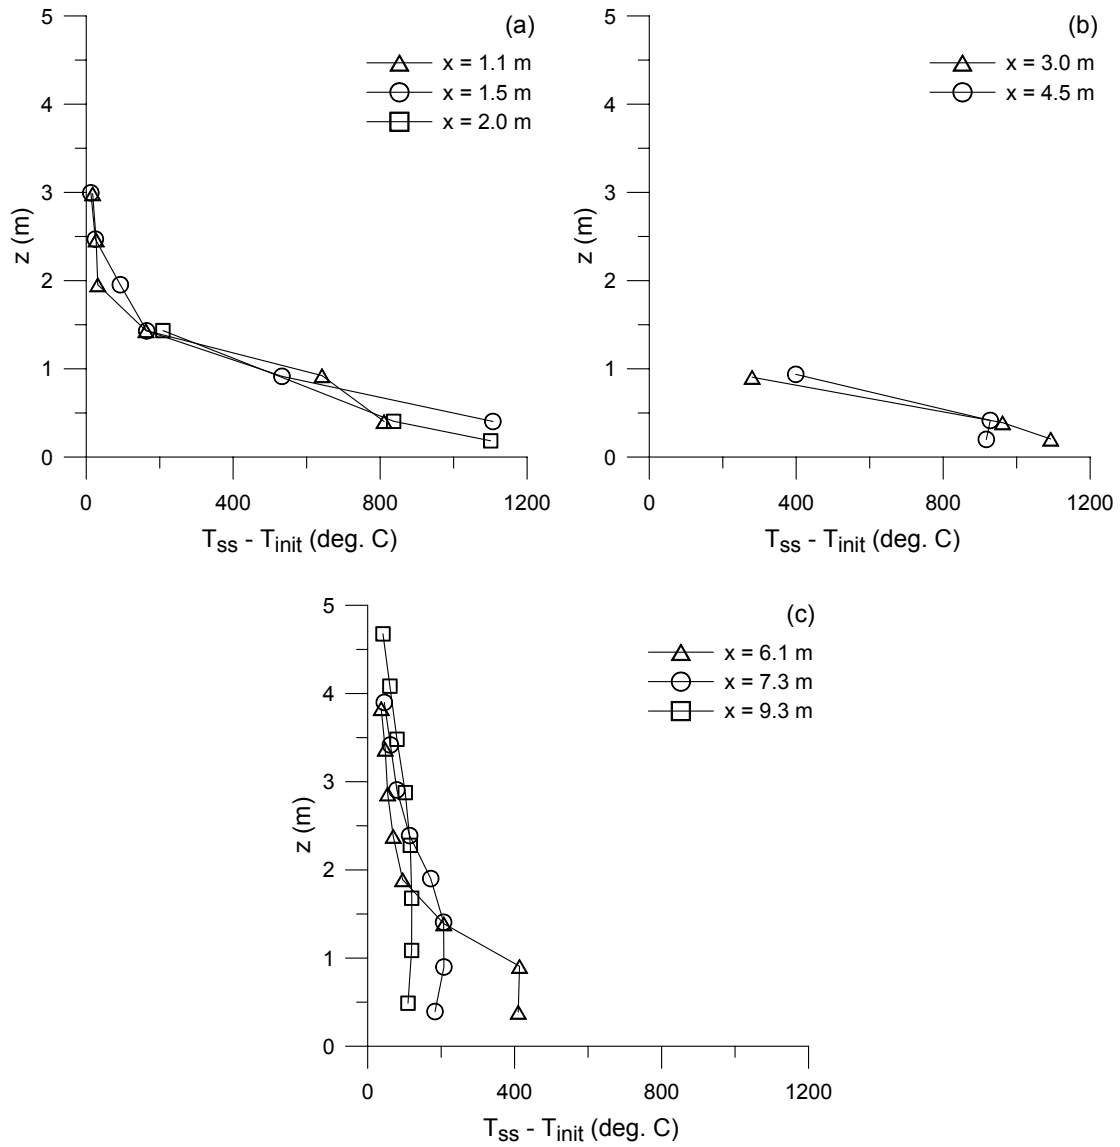 (a)
5
4
3
2
1
0
z (m)
x = 1.1 m
x = 1.5 m
x = 2.0 m
0 400 800 1200
Tss - Tinit (deg. C)
(b)
5
4
3
2
1
0
z (m)
x = 3.0 m
x = 4.5 m
0 400 800 1200
Tss - Tinit (deg. C)
(c)
5
4
3
2
1
0
z (m)
x = 6.1 m
x = 7.3 m
x = 9.3 m
0 400 800 1200
Tss - Tinit (deg. C)